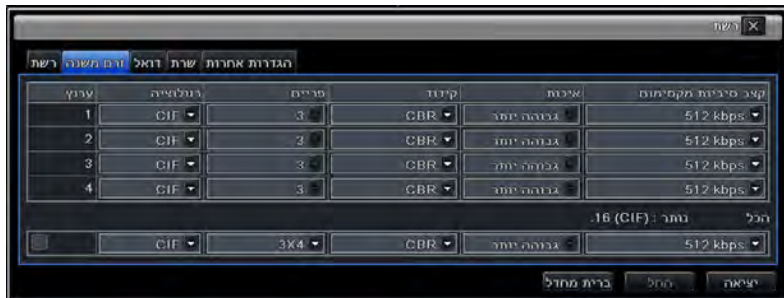 רשת
רשת זרם משנה דואל שרת הגדרות אחרות
ערוץ רזולוציה פריים קידוד איכות קצב סיביות מקסימום
1 CIF 3 CBR גבוהה יותר 512 kbps
2 CIF 3 CBR גבוהה יותר 512 kbps
3 CIF 3 CBR גבוהה יותר 512 kbps
4 CIF 3 CBR גבוהה יותר 512 kbps
הכל נותר : (CIF) 16.
CIF 3X4 CBR גבוהה יותר 512 kbps
ברית מחדל החל יציאה